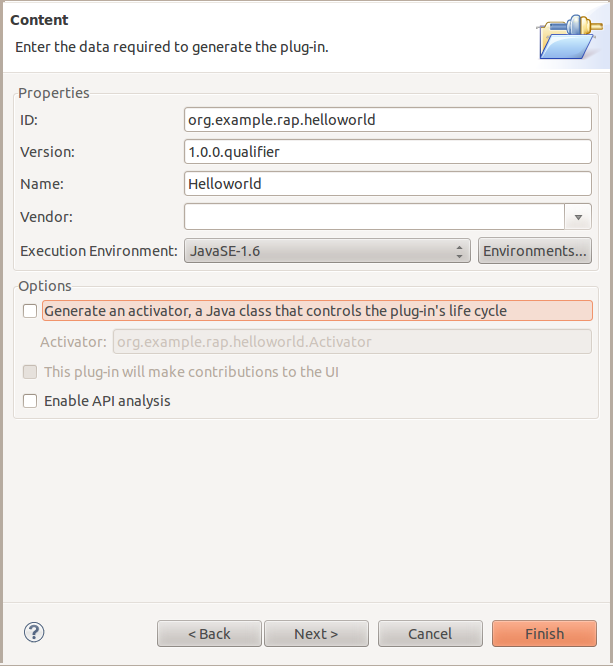 Content
Enter the data required to generate the plug-in.
Properties
ID: org.example.rap.helloworld
Version: 1.0.0.qualifier
Name: Helloworld
Vendor:
Execution Environment: JavaSE-1.6 Environments...
Options
Generate an activator, a Java class that controls the plug-in's life cycle
Activator: org.example.rap.helloworld.Activator
This plug-in will make contributions to the UI
Enable API analysis
? < Back Next > Cancel Finish